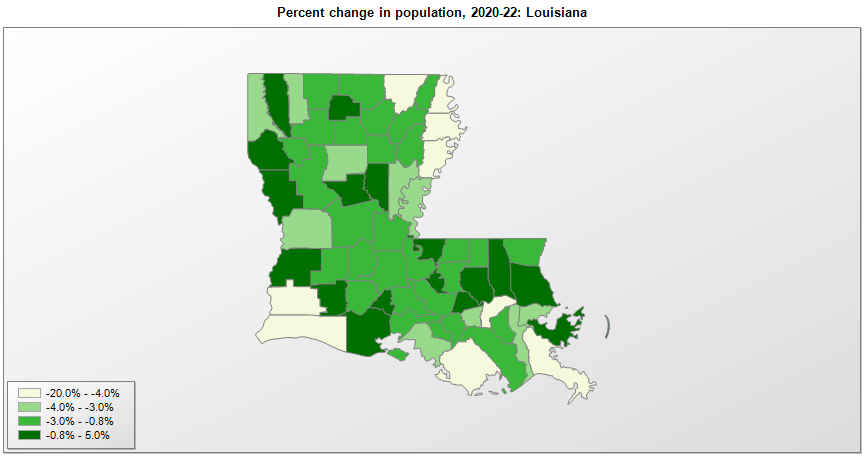 Percent change in population, 2020-22: Louisiana
-20.0% - -4.0%
-4.0% - -3.0%
-3.0% - -0.8%
-0.8% - 5.0%